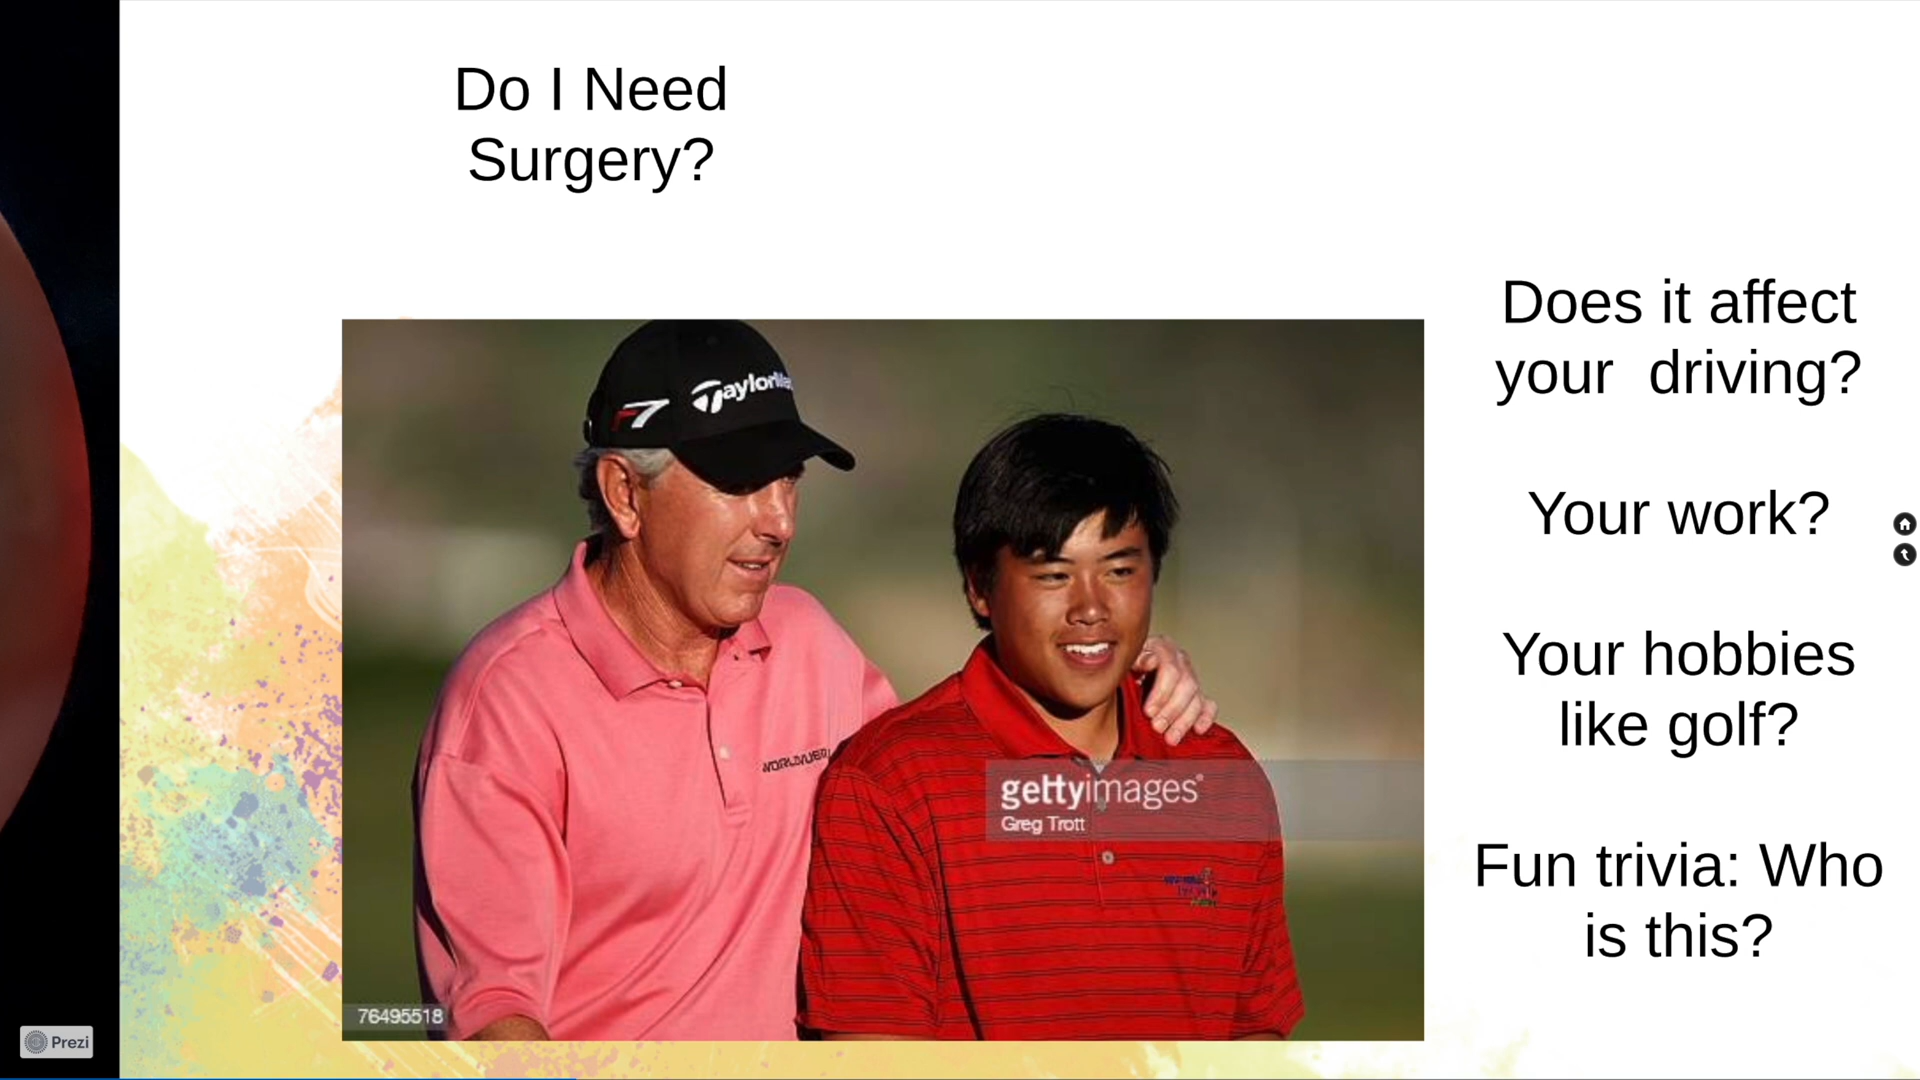 Do I Need
Surgery?
Does it affect
your  driving?
Your work?
Your hobbies
like golf?
Fun trivia: Who
is this?
TaylorMa
gettyimages®
Greg Trott
76495518
Prezi